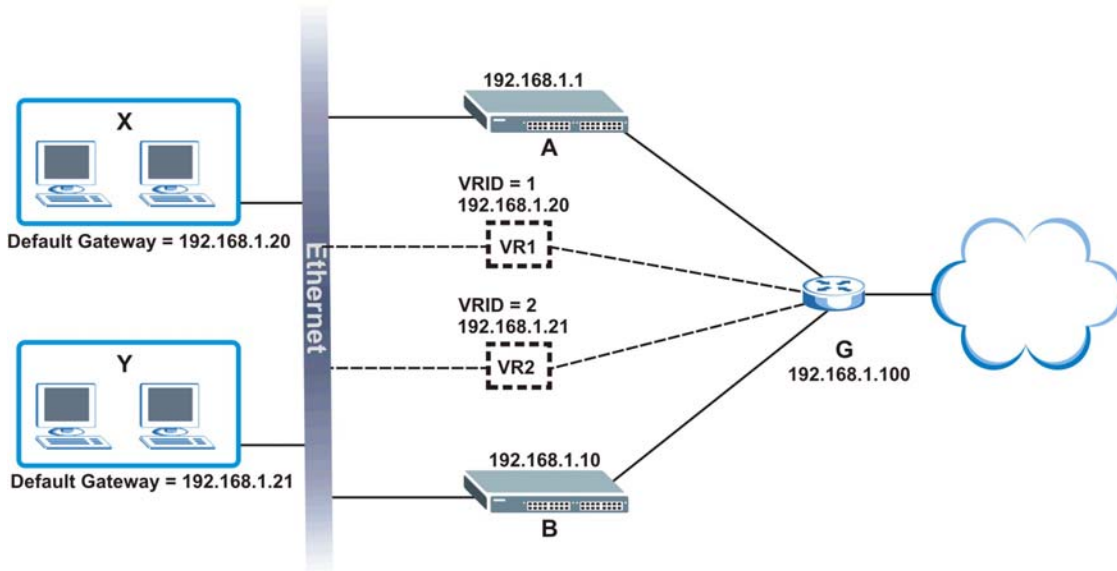 X
Default Gateway = 192.168.1.20
Y
Default Gateway = 192.168.1.21
Ethernet
192.168.1.1
A
VRID = 1
192.168.1.20
VR1
VRID = 2
192.168.1.21
VR2
192.168.1.10
B
G
192.168.1.100